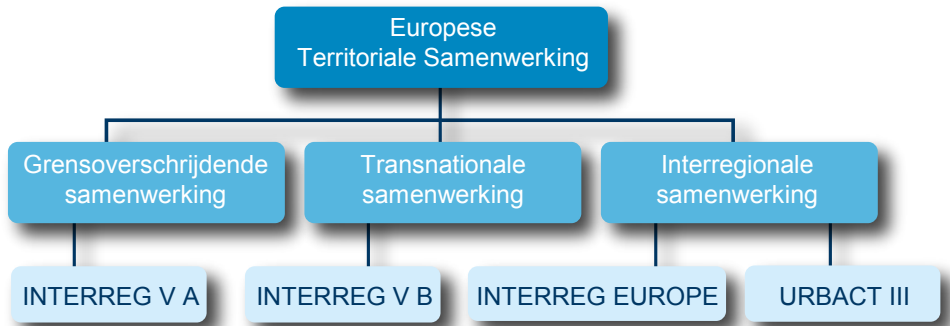 Europese
Territoriale Samenwerking
Grensoverschrijdende
samenwerking
Transnationale
samenwerking
Interregionale
samenwerking
INTERREG V A
INTERREG V B
INTERREG EUROPE
URBACT III